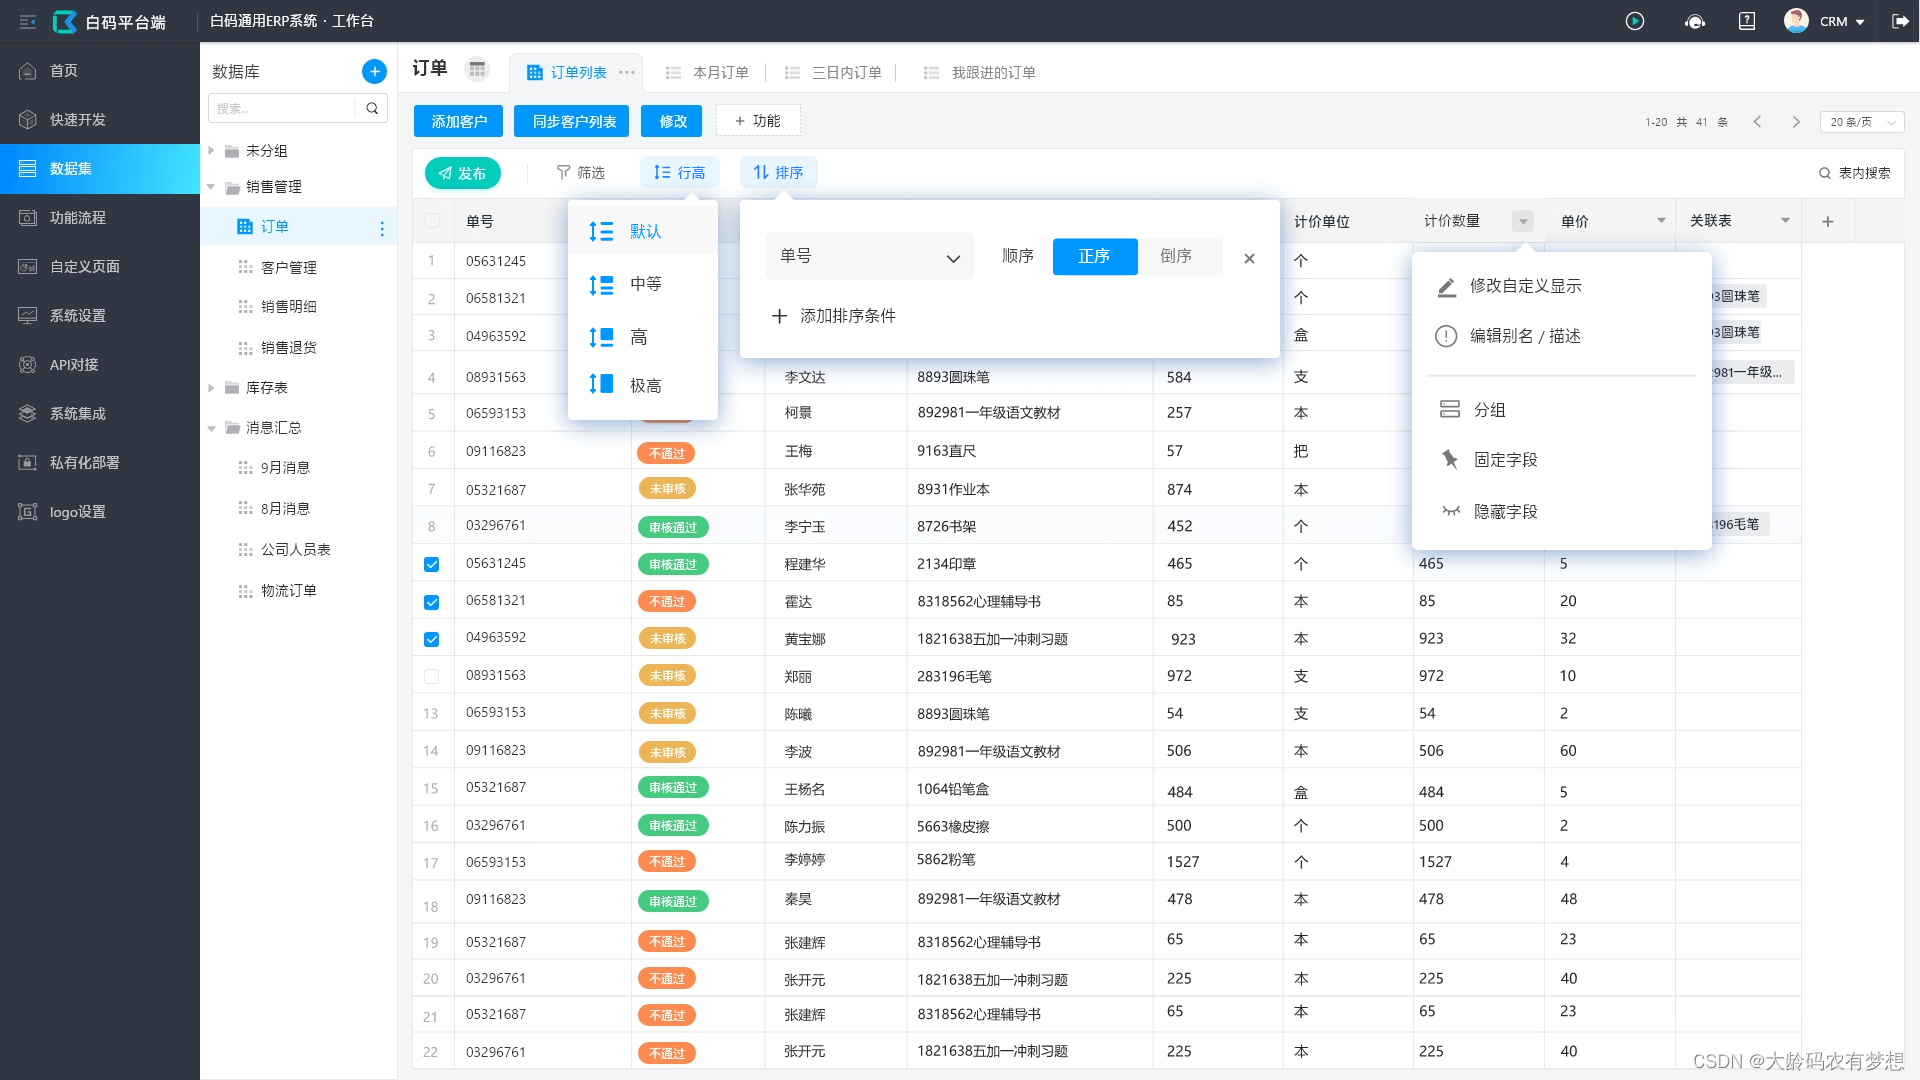 白码平台端
白码通用ERP系统 · 工作台
CRM
首页
快速开发
数据集
功能流程
自定义页面
系统设置
API对接
系统集成
私有化部署
logo设置
数据库
搜索...
未分组
销售管理
订单
客户管理
销售明细
销售退货
库存表
消息汇总
9月消息
8月消息
公司人员表
物流订单
订单
订单列表
本月订单
三日内订单
我跟进的订单
添加客户
同步客户列表
修改
+ 功能
1-20 共 41 条
20 条/页
发布
筛选
行高
排序
表内搜索
默认
中等
高
极高
单号
顺序
正序
倒序
+ 添加排序条件
修改自定义显示
编辑别名 / 描述
分组
固定字段
隐藏字段
单号 计价单位 计价数量 单价 关联表 +
1 05631245 个
2 06581321 个 93圆珠笔
3 04963592 盒 93圆珠笔
4 08931563 李文达 8893圆珠笔 584 支 2981一年级...
5 06593153 柯景 892981一年级语文教材 257 本
6 09116823 不通过 王梅 9163直尺 57 把
7 05321687 未审核 张华苑 8931作业本 874 本
8 03296761 审核通过 李宁玉 8726书架 452 个 3196毛笔
05631245 审核通过 程建华 2134印章 465 个 465 5
06581321 不通过 霍达 8318562心理辅导书 85 本 85 20
04963592 未审核 黄宝娜 1821638五加一冲刺习题 923 本 923 32
08931563 未审核 郑丽 283196毛笔 972 支 972 10
13 06593153 未审核 陈曦 8893圆珠笔 54 支 54 2
14 09116823 未审核 李波 892981一年级语文教材 506 本 506 60
15 05321687 审核通过 王杨名 1064铅笔盒 484 盒 484 5
16 03296761 审核通过 陈力振 5663橡皮擦 500 个 500 2
17 06593153 不通过 李婷婷 5862粉笔 1527 个 1527 4
18 09116823 审核通过 秦昊 892981一年级语文教材 478 本 478 48
19 05321687 不通过 张建辉 8318562心理辅导书 65 本 65 23
20 03296761 不通过 张开元 1821638五加一冲刺习题 225 本 225 40
21 05321687 不通过 张建辉 8318562心理辅导书 65 本 65 23
22 03296761 不通过 张开元 1821638五加一冲刺习题 225 本 225 40
CSDN @大龄码农有梦想